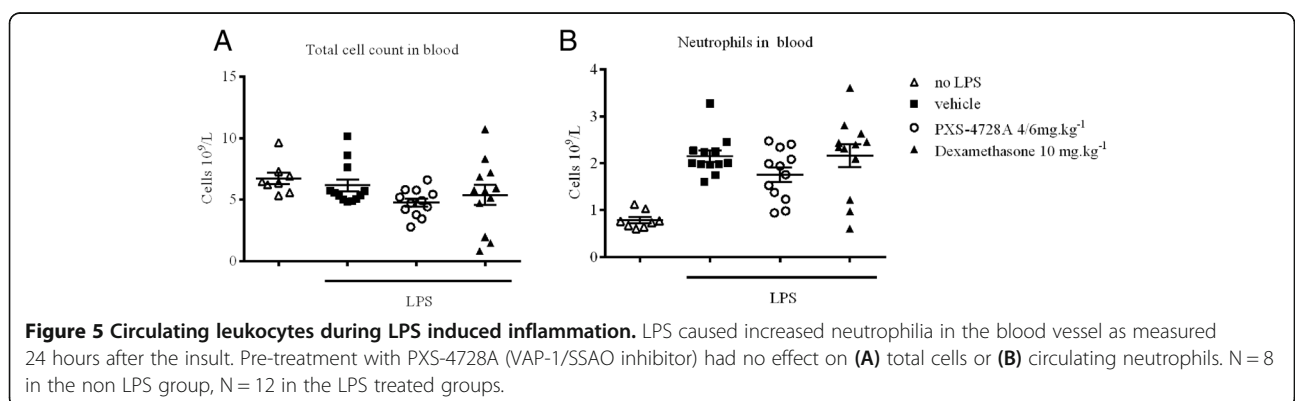 A
Total cell count in blood
15
10
5
0
Cells 10⁹/L
LPS
B
Neutrophils in blood
4
3
2
1
0
Cells 10⁹/L
LPS
no LPS
vehicle
PXS-4728A 4/6mg.kg⁻¹
Dexamethasone 10 mg.kg⁻¹
Figure 5 Circulating leukocytes during LPS induced inflammation. LPS caused increased neutrophilia in the blood vessel as measured
24 hours after the insult. Pre-treatment with PXS-4728A (VAP-1/SSAO inhibitor) had no effect on (A) total cells or (B) circulating neutrophils. N = 8
in the non LPS group, N = 12 in the LPS treated groups.